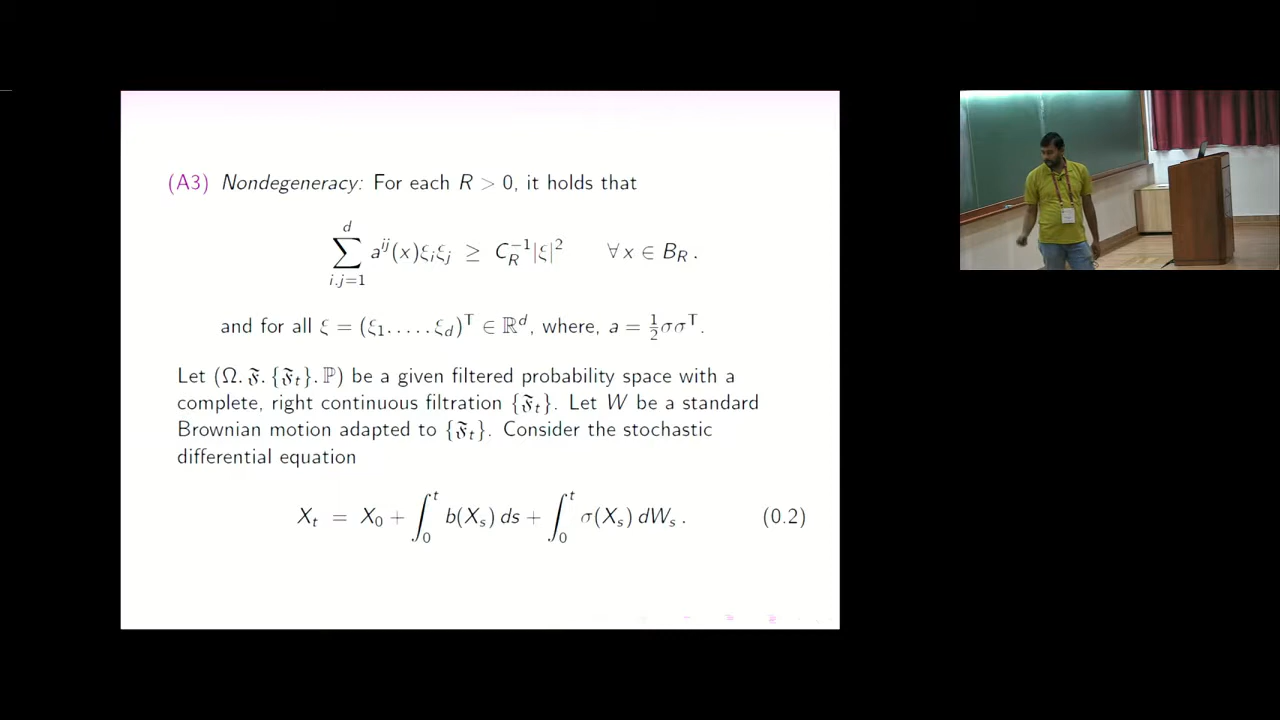 (A3) Nondegeneracy: For each R > 0, it holds that
∑_{i.j=1}^{d} a^{ij}(x)ξ_iξ_j ≥ C_R^{-1}|ξ|^2 ∀ x ∈ B_R .
and for all ξ = (ξ_1. . . . . ξ_d)^T ∈ ℝ^d, where, a = ½σσ^T.
Let (Ω. 𝔉. {𝔉_t}. ℙ) be a given filtered probability space with a
complete, right continuous filtration {𝔉_t}. Let W be a standard
Brownian motion adapted to {𝔉_t}. Consider the stochastic
differential equation
X_t = X_0 + ∫_0^t b(X_s) ds + ∫_0^t σ(X_s) dW_s . (0.2)